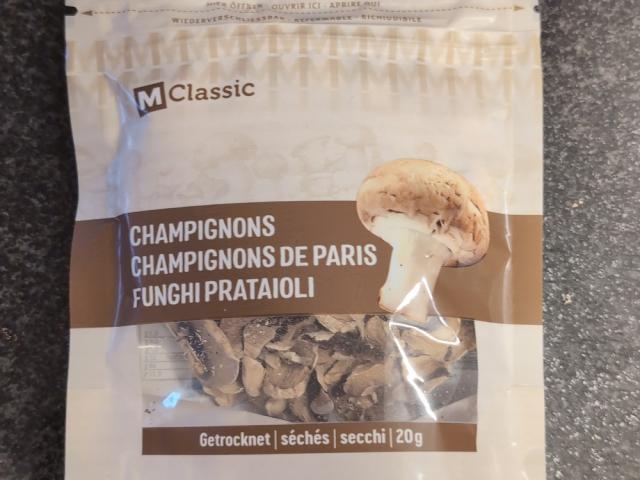 HIER ÖFFNEN · OUVRIR ICI · APRIRE QUI
WIEDERVERSCHLIESSBAR · REFERMABLE · RICHIUDIBILE
M Classic
CHAMPIGNONS
CHAMPIGNONS DE PARIS
FUNGHI PRATAIOLI
Getrocknet | séchés | secchi | 20g